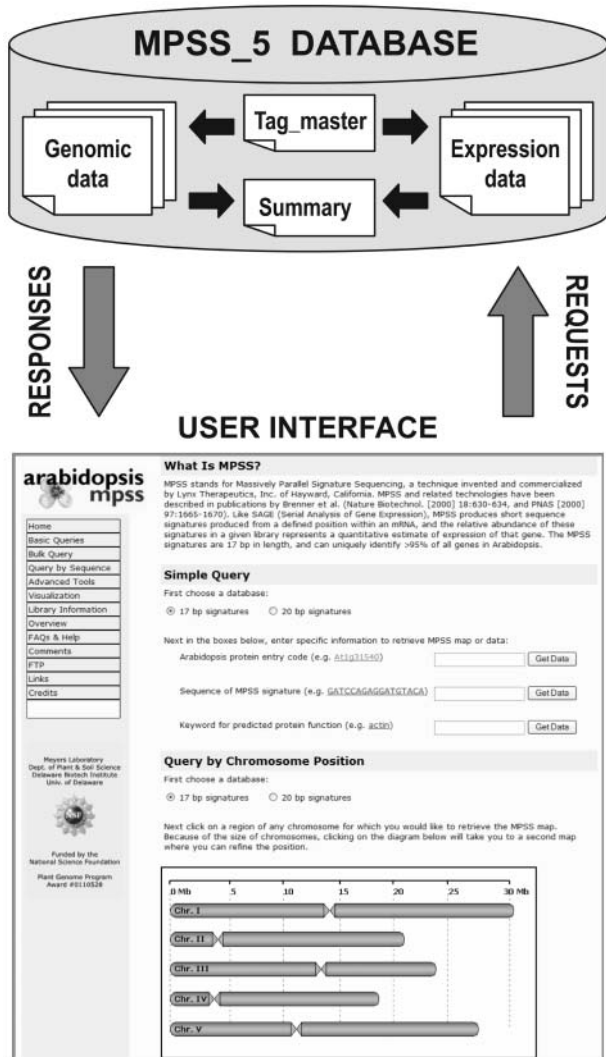 MPSS_5 DATABASE
Tag_master
Genomic
data
Expression
data
Summary
RESPONSES
REQUESTS
USER INTERFACE
arabidopsis
mpss
Home
Basic Queries
Bulk Query
Query by Sequence
Advanced Tools
Visualization
Library Information
Overview
FAQs & Help
Comments
FTP
Links
Credits
Meyers Laboratory
Dept. of Plant & Soil Science
Delaware Biotech Institute
Univ. of Delaware
NSF
Funded by the
National Science Foundation
Plant Genome Program
Award #0110528
What Is MPSS?
MPSS stands for Massively Parallel Signature Sequencing, a technique invented and commercialized
by Lynx Therapeutics, Inc. of Hayward, California. MPSS and related technologies have been
described in publications by Brenner et al. (Nature Biotechnol. [2000] 18:630-634, and PNAS [2000]
97:1665-1670). Like SAGE (Serial Analysis of Gene Expression), MPSS produces short sequence
signatures produced from a defined position within an mRNA, and the relative abundance of these
signatures in a given library represents a quantitative estimate of expression of that gene. The MPSS
signatures are 17 bp in length, and can uniquely identify >95% of all genes in Arabidopsis.
Simple Query
First choose a database:
17 bp signatures 20 bp signatures
Next in the boxes below, enter specific information to retrieve MPSS map or data:
Arabidopsis protein entry code (e.g. At1g31540) Get Data
Sequence of MPSS signature (e.g. GATCCAGAGGATGTACA) Get Data
Keyword for predicted protein function (e.g. actin) Get Data
Query by Chromosome Position
First choose a database:
17 bp signatures 20 bp signatures
Next click on a region of any chromosome for which you would like to retrieve the MPSS map.
Because of the size of chromosomes, clicking on the diagram below will take you to a second map
where you can refine the position.
0 Mb 5 10 15 20 25 30 Mb
Chr. I
Chr. II
Chr. III
Chr. IV
Chr. V